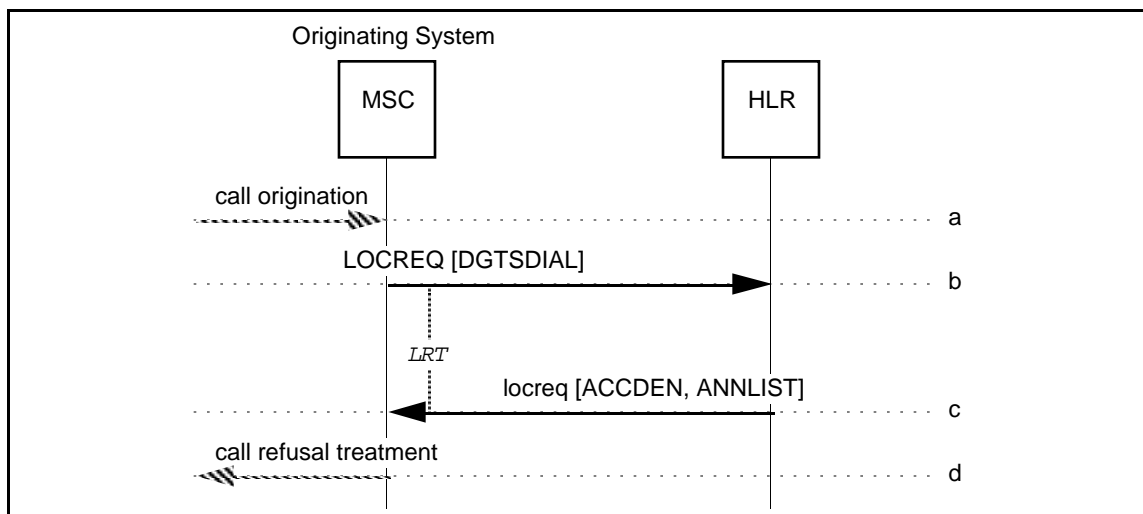 Originating System
MSC
HLR
call origination
a
LOCREQ [DGTSDIAL]
b
LRT
locreq [ACCDEN, ANNLIST]
c
call refusal treatment
d